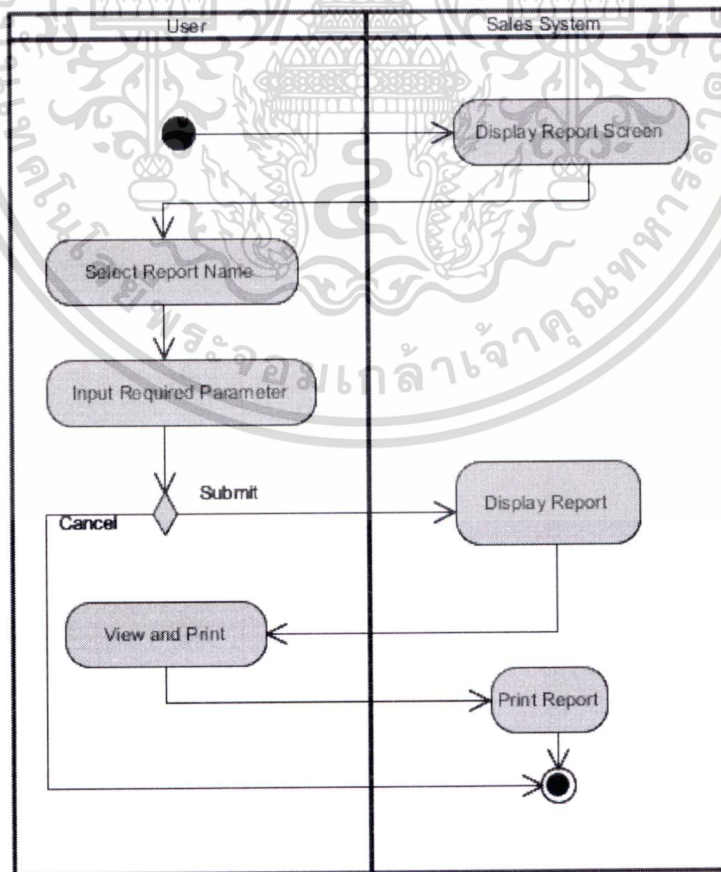 User
Sales System
Display Report Screen
Select Report Name
Input Required Parameter
Submit
Cancel
Display Report
View and Print
Print Report